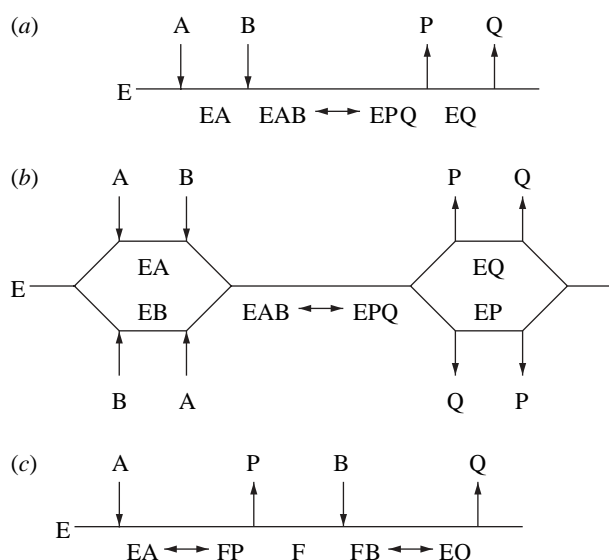 (a)
A B P Q
E
EA EAB EPQ EQ
(b)
A B P Q
EA EQ
E
EB EAB EPQ EP
B A Q P
(c)
A P B Q
E
EA FP F FB EQ